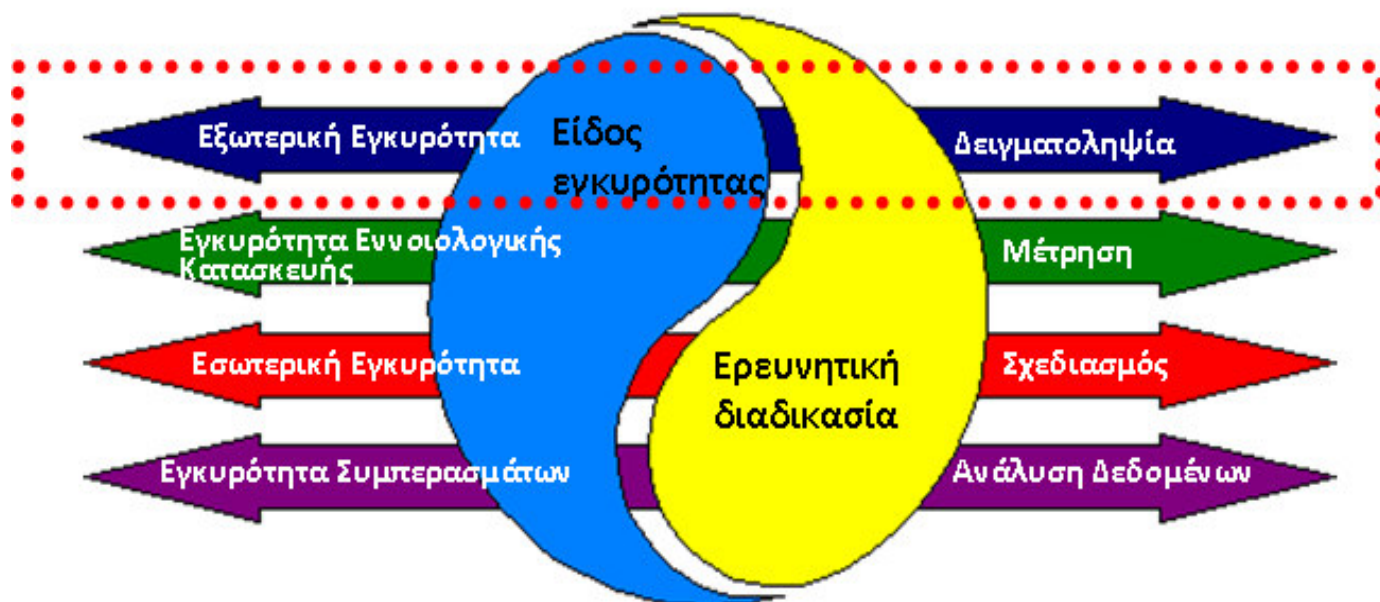 Εξωτερική Εγκυρότητα
Είδος
εγκυρότητας
Δειγματοληψία
Εγκυρότητα Εννοιολογικής
Κατασκευής
Μέτρηση
Εσωτερική Εγκυρότητα
Ερευνητική
διαδικασία
Σχεδιασμός
Εγκυρότητα Συμπερασμάτων
Ανάλυση Δεδομένων